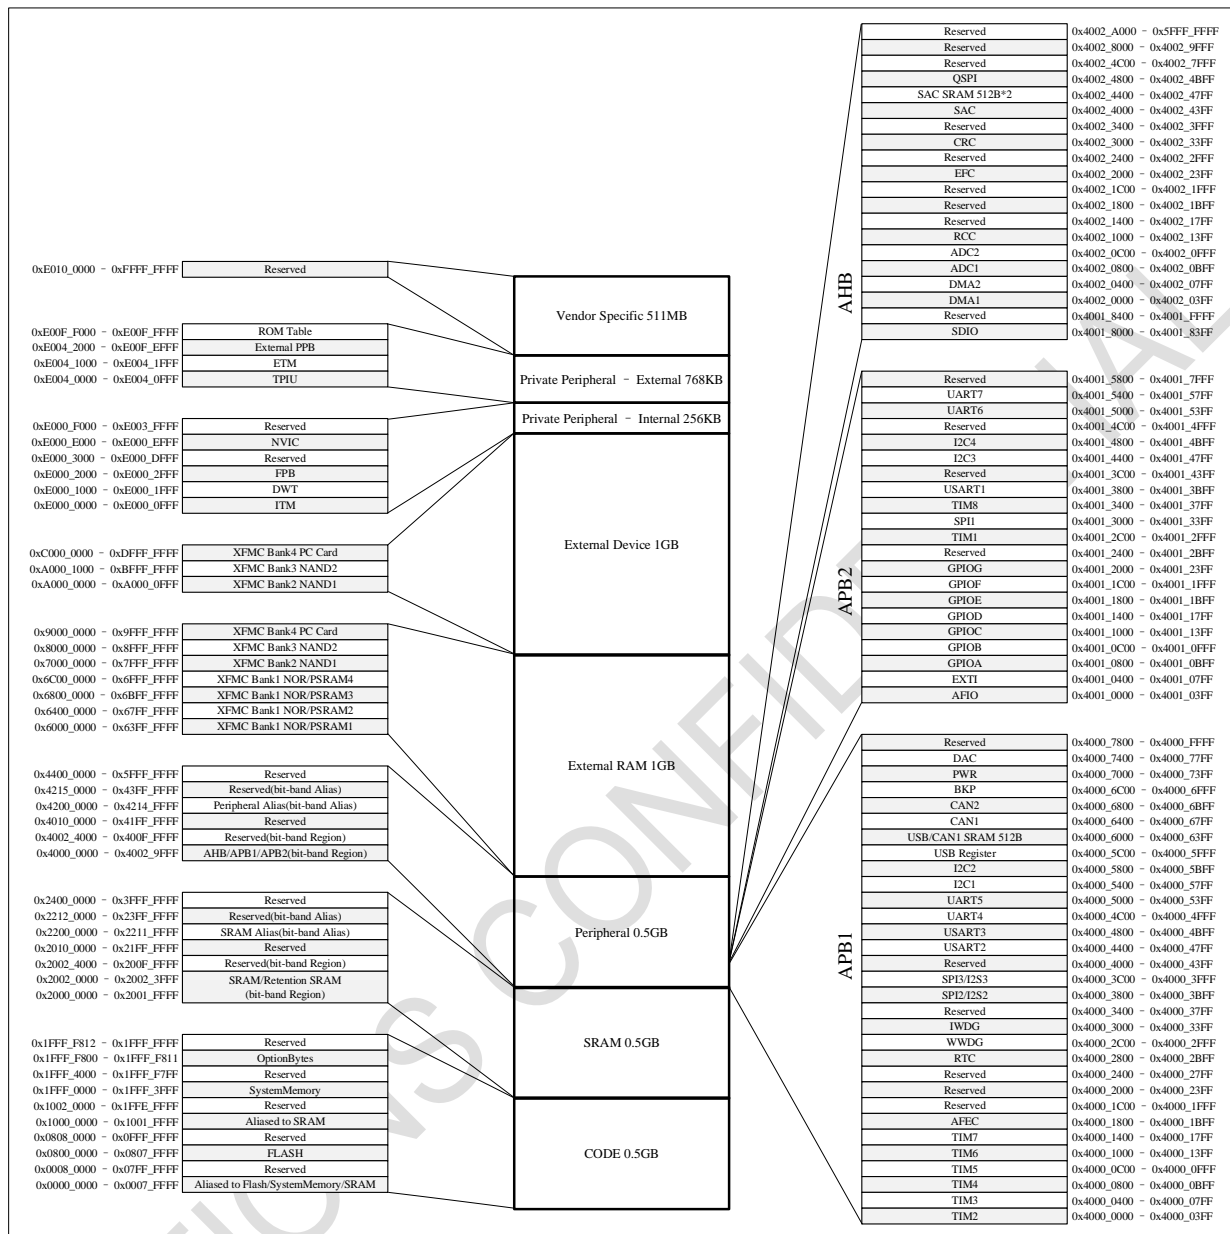 0xE010_0000 - 0xFFFF_FFFF Reserved
0xE00F_F000 - 0xE00F_FFFF ROM Table
0xE004_2000 - 0xE00F_EFFF External PPB
0xE004_1000 - 0xE004_1FFF ETM
0xE004_0000 - 0xE004_0FFF TPIU
0xE000_F000 - 0xE003_FFFF Reserved
0xE000_E000 - 0xE000_EFFF NVIC
0xE000_3000 - 0xE000_DFFF Reserved
0xE000_2000 - 0xE000_2FFF FPB
0xE000_1000 - 0xE000_1FFF DWT
0xE000_0000 - 0xE000_0FFF ITM
0xC000_0000 - 0xDFFF_FFFF XFMC Bank4 PC Card
0xA000_1000 - 0xBFFF_FFFF XFMC Bank3 NAND2
0xA000_0000 - 0xA000_0FFF XFMC Bank2 NAND1
0x9000_0000 - 0x9FFF_FFFF XFMC Bank4 PC Card
0x8000_0000 - 0x8FFF_FFFF XFMC Bank3 NAND2
0x7000_0000 - 0x7FFF_FFFF XFMC Bank2 NAND1
0x6C00_0000 - 0x6FFF_FFFF XFMC Bank1 NOR/PSRAM4
0x6800_0000 - 0x6BFF_FFFF XFMC Bank1 NOR/PSRAM3
0x6400_0000 - 0x67FF_FFFF XFMC Bank1 NOR/PSRAM2
0x6000_0000 - 0x63FF_FFFF XFMC Bank1 NOR/PSRAM1
0x4400_0000 - 0x5FFF_FFFF Reserved
0x4215_0000 - 0x43FF_FFFF Reserved(bit-band Alias)
0x4200_0000 - 0x4214_FFFF Peripheral Alias(bit-band Alias)
0x4010_0000 - 0x41FF_FFFF Reserved
0x4002_4000 - 0x400F_FFFF Reserved(bit-band Region)
0x4000_0000 - 0x4002_9FFF AHB/APB1/APB2(bit-band Region)
0x2400_0000 - 0x3FFF_FFFF Reserved
0x2212_0000 - 0x23FF_FFFF Reserved(bit-band Alias)
0x2200_0000 - 0x2211_FFFF SRAM Alias(bit-band Alias)
0x2010_0000 - 0x21FF_FFFF Reserved
0x2002_4000 - 0x200F_FFFF Reserved(bit-band Region)
0x2002_0000 - 0x2002_3FFF SRAM/Retention SRAM
0x2000_0000 - 0x2001_FFFF (bit-band Region)
0x1FFF_F812 - 0x1FFF_FFFF Reserved
0x1FFF_F800 - 0x1FFF_F811 OptionBytes
0x1FFF_4000 - 0x1FFF_F7FF Reserved
0x1FFF_0000 - 0x1FFF_3FFF SystemMemory
0x1002_0000 - 0x1FFE_FFFF Reserved
0x1000_0000 - 0x1001_FFFF Aliased to SRAM
0x0808_0000 - 0x0FFF_FFFF Reserved
0x0800_0000 - 0x0807_FFFF FLASH
0x0008_0000 - 0x07FF_FFFF Reserved
0x0000_0000 - 0x0007_FFFF Aliased to Flash/SystemMemory/SRAM
Vendor Specific 511MB
Private Peripheral - External 768KB
Private Peripheral - Internal 256KB
External Device 1GB
External RAM 1GB
Peripheral 0.5GB
SRAM 0.5GB
CODE 0.5GB
AHB
Reserved 0x4002_A000 - 0x5FFF_FFFF
Reserved 0x4002_8000 - 0x4002_9FFF
Reserved 0x4002_4C00 - 0x4002_7FFF
QSPI 0x4002_4800 - 0x4002_4BFF
SAC SRAM 512B*2 0x4002_4400 - 0x4002_47FF
SAC 0x4002_4000 - 0x4002_43FF
Reserved 0x4002_3400 - 0x4002_3FFF
CRC 0x4002_3000 - 0x4002_33FF
Reserved 0x4002_2400 - 0x4002_2FFF
EFC 0x4002_2000 - 0x4002_23FF
Reserved 0x4002_1C00 - 0x4002_1FFF
Reserved 0x4002_1800 - 0x4002_1BFF
Reserved 0x4002_1400 - 0x4002_17FF
RCC 0x4002_1000 - 0x4002_13FF
ADC2 0x4002_0C00 - 0x4002_0FFF
ADC1 0x4002_0800 - 0x4002_0BFF
DMA2 0x4002_0400 - 0x4002_07FF
DMA1 0x4002_0000 - 0x4002_03FF
Reserved 0x4001_8400 - 0x4001_FFFF
SDIO 0x4001_8000 - 0x4001_83FF
APB2
Reserved 0x4001_5800 - 0x4001_7FFF
UART7 0x4001_5400 - 0x4001_57FF
UART6 0x4001_5000 - 0x4001_53FF
Reserved 0x4001_4C00 - 0x4001_4FFF
I2C4 0x4001_4800 - 0x4001_4BFF
I2C3 0x4001_4400 - 0x4001_47FF
Reserved 0x4001_3C00 - 0x4001_43FF
USART1 0x4001_3800 - 0x4001_3BFF
TIM8 0x4001_3400 - 0x4001_37FF
SPI1 0x4001_3000 - 0x4001_33FF
TIM1 0x4001_2C00 - 0x4001_2FFF
Reserved 0x4001_2400 - 0x4001_2BFF
GPIOG 0x4001_2000 - 0x4001_23FF
GPIOF 0x4001_1C00 - 0x4001_1FFF
GPIOE 0x4001_1800 - 0x4001_1BFF
GPIOD 0x4001_1400 - 0x4001_17FF
GPIOC 0x4001_1000 - 0x4001_13FF
GPIOB 0x4001_0C00 - 0x4001_0FFF
GPIOA 0x4001_0800 - 0x4001_0BFF
EXTI 0x4001_0400 - 0x4001_07FF
AFIO 0x4001_0000 - 0x4001_03FF
APB1
Reserved 0x4000_7800 - 0x4000_FFFF
DAC 0x4000_7400 - 0x4000_77FF
PWR 0x4000_7000 - 0x4000_73FF
BKP 0x4000_6C00 - 0x4000_6FFF
CAN2 0x4000_6800 - 0x4000_6BFF
CAN1 0x4000_6400 - 0x4000_67FF
USB/CAN1 SRAM 512B 0x4000_6000 - 0x4000_63FF
USB Register 0x4000_5C00 - 0x4000_5FFF
I2C2 0x4000_5800 - 0x4000_5BFF
I2C1 0x4000_5400 - 0x4000_57FF
UART5 0x4000_5000 - 0x4000_53FF
UART4 0x4000_4C00 - 0x4000_4FFF
USART3 0x4000_4800 - 0x4000_4BFF
USART2 0x4000_4400 - 0x4000_47FF
Reserved 0x4000_4000 - 0x4000_43FF
SPI3/I2S3 0x4000_3C00 - 0x4000_3FFF
SPI2/I2S2 0x4000_3800 - 0x4000_3BFF
Reserved 0x4000_3400 - 0x4000_37FF
IWDG 0x4000_3000 - 0x4000_33FF
WWDG 0x4000_2C00 - 0x4000_2FFF
RTC 0x4000_2800 - 0x4000_2BFF
Reserved 0x4000_2400 - 0x4000_27FF
Reserved 0x4000_2000 - 0x4000_23FF
Reserved 0x4000_1C00 - 0x4000_1FFF
AFEC 0x4000_1800 - 0x4000_1BFF
TIM7 0x4000_1400 - 0x4000_17FF
TIM6 0x4000_1000 - 0x4000_13FF
TIM5 0x4000_0C00 - 0x4000_0FFF
TIM4 0x4000_0800 - 0x4000_0BFF
TIM3 0x4000_0400 - 0x4000_07FF
TIM2 0x4000_0000 - 0x4000_03FF